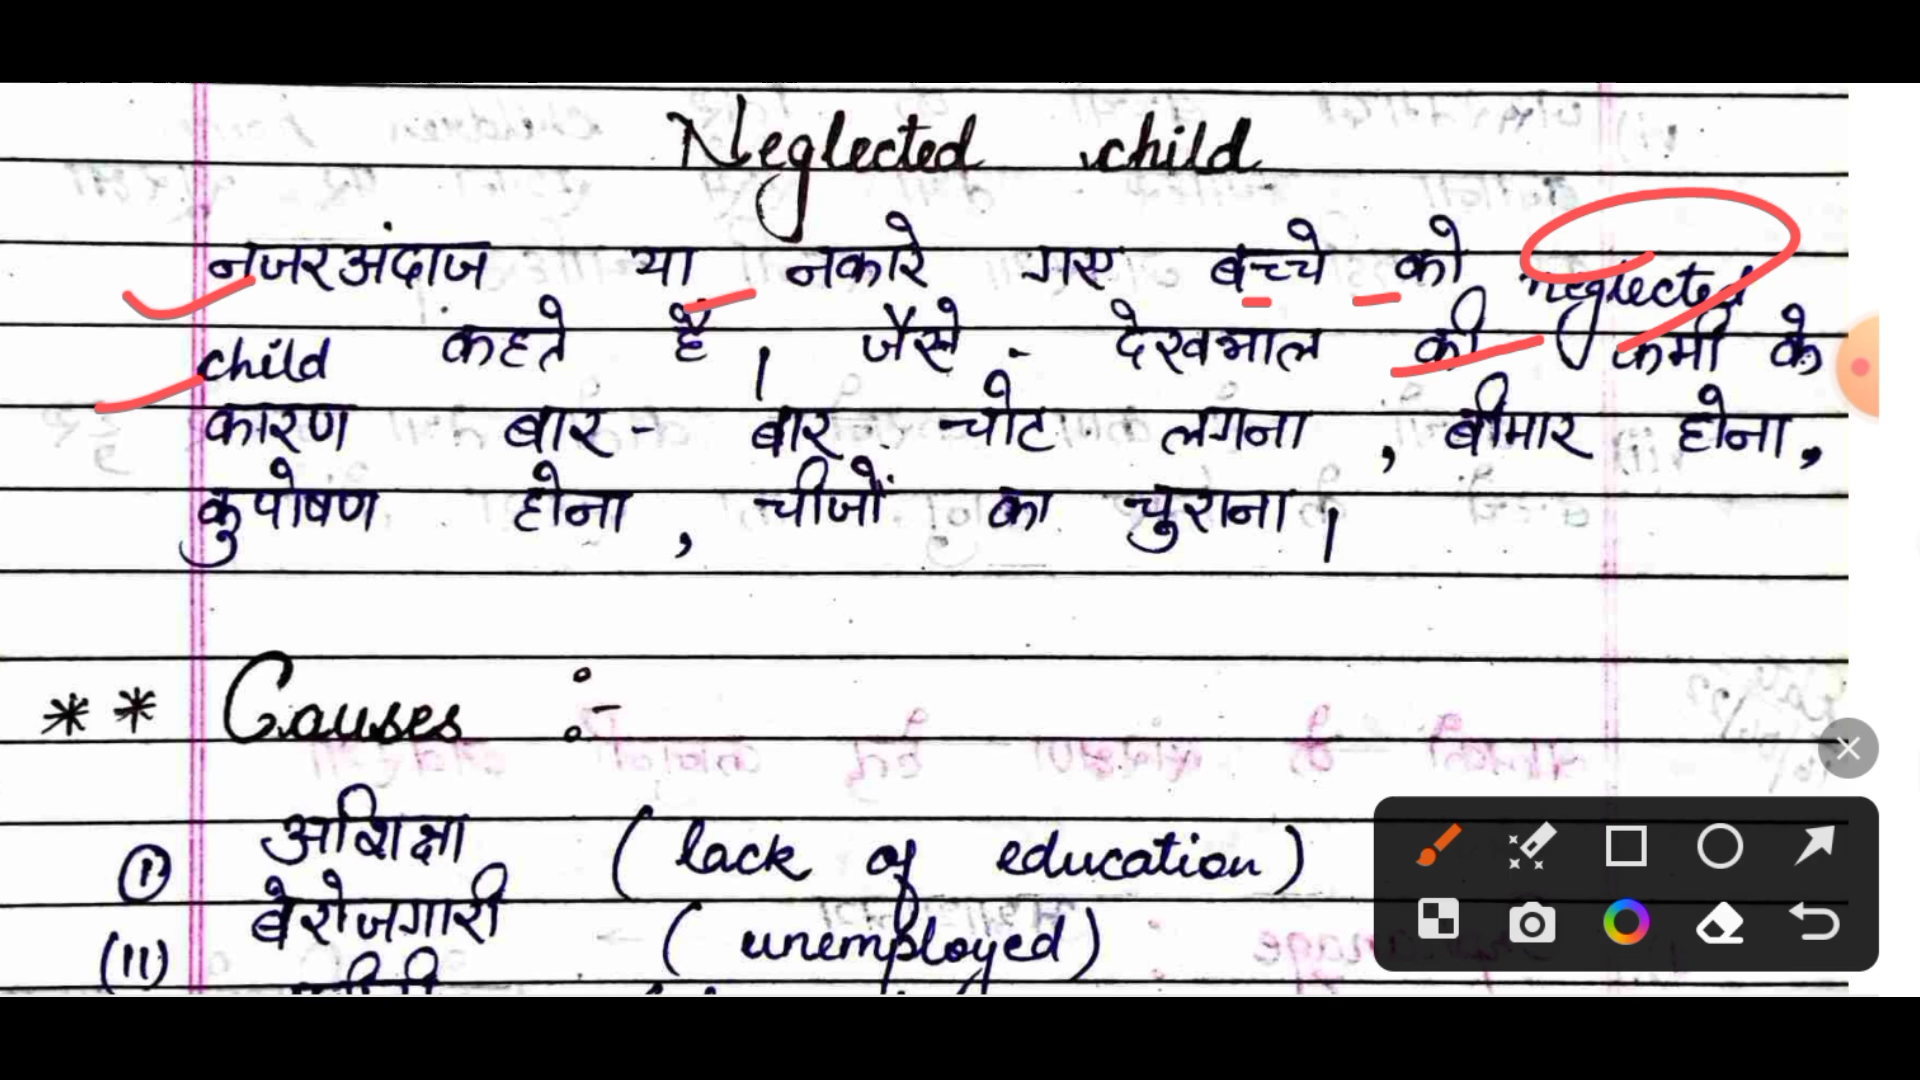 Neglected child
नजरअंदाज या नकारे गए बच्चे को neglected
child कहते हैं। जैसे - देखभाल की कमी के
कारण बार - बार चोट लगना, बीमार होना,
कुपोषण होना, चीजों का चुराना।
** Causes :-
(I) अशिक्षा (lack of education)
(II) बेरोजगारी (unemployed)